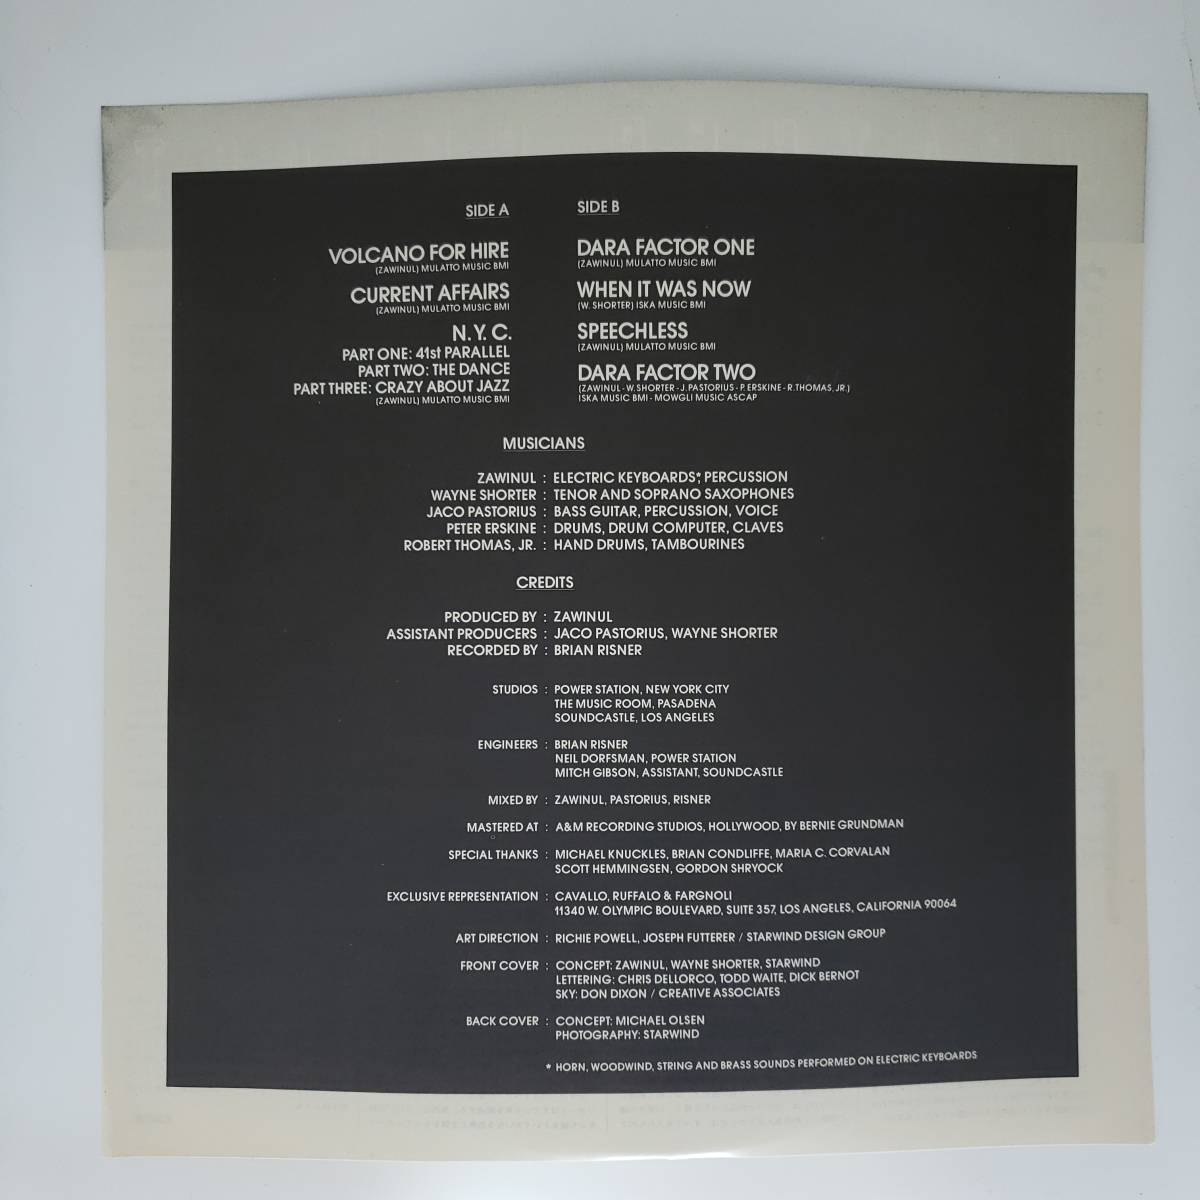 SIDE A
VOLCANO FOR HIRE
(ZAWINUL) MULATTO MUSIC BMI
CURRENT AFFAIRS
(ZAWINUL) MULATTO MUSIC BMI
N.Y.C.
PART ONE: 41st PARALLEL
PART TWO: THE DANCE
PART THREE: CRAZY ABOUT JAZZ
(ZAWINUL) MULATTO MUSIC BMI
SIDE B
DARA FACTOR ONE
(ZAWINUL) MULATTO MUSIC BMI
WHEN IT WAS NOW
(W. SHORTER) ISKA MUSIC BMI
SPEECHLESS
(ZAWINUL) MULATTO MUSIC BMI
DARA FACTOR TWO
(ZAWINUL - W. SHORTER - J. PASTORIUS - P. ERSKINE - R. THOMAS, JR.)
ISKA MUSIC BMI - MOWGLI MUSIC ASCAP
MUSICIANS
ZAWINUL : ELECTRIC KEYBOARDS*, PERCUSSION
WAYNE SHORTER : TENOR AND SOPRANO SAXOPHONES
JACO PASTORIUS : BASS GUITAR, PERCUSSION, VOICE
PETER ERSKINE : DRUMS, DRUM COMPUTER, CLAVES
ROBERT THOMAS, JR. : HAND DRUMS, TAMBOURINES
CREDITS
PRODUCED BY : ZAWINUL
ASSISTANT PRODUCERS : JACO PASTORIUS, WAYNE SHORTER
RECORDED BY : BRIAN RISNER
STUDIOS : POWER STATION, NEW YORK CITY
THE MUSIC ROOM, PASADENA
SOUNDCASTLE, LOS ANGELES
ENGINEERS : BRIAN RISNER
NEIL DORFSMAN, POWER STATION
MITCH GIBSON, ASSISTANT, SOUNDCASTLE
MIXED BY : ZAWINUL, PASTORIUS, RISNER
MASTERED AT : A&M RECORDING STUDIOS, HOLLYWOOD, BY BERNIE GRUNDMAN
SPECIAL THANKS : MICHAEL KNUCKLES, BRIAN CONDLIFFE, MARIA C. CORVALAN
SCOTT HEMMINGSEN, GORDON SHRYOCK
EXCLUSIVE REPRESENTATION : CAVALLO, RUFFALO & FARGNOLI
11340 W. OLYMPIC BOULEVARD, SUITE 357, LOS ANGELES, CALIFORNIA 90064
ART DIRECTION : RICHIE POWELL, JOSEPH FUTTERER / STARWIND DESIGN GROUP
FRONT COVER : CONCEPT: ZAWINUL, WAYNE SHORTER, STARWIND
LETTERING: CHRIS DELLORCO, TODD WAITE, DICK BERNOT
SKY: DON DIXON / CREATIVE ASSOCIATES
BACK COVER : CONCEPT: MICHAEL OLSEN
PHOTOGRAPHY: STARWIND
* HORN, WOODWIND, STRING AND BRASS SOUNDS PERFORMED ON ELECTRIC KEYBOARDS